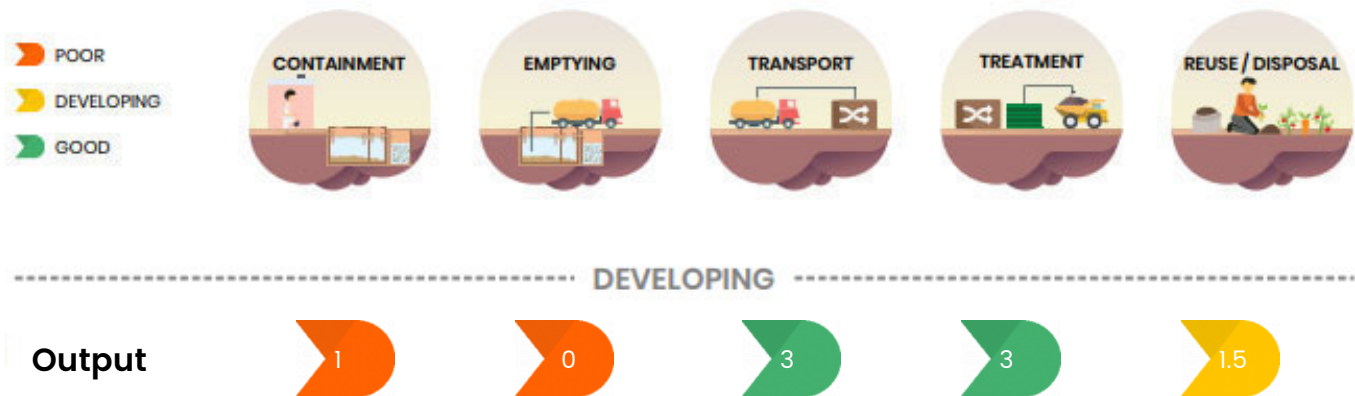 POOR
DEVELOPING
GOOD
CONTAINMENT
EMPTYING
TRANSPORT
TREATMENT
REUSE / DISPOSAL
DEVELOPING
Output 1 0 3 3 1.5